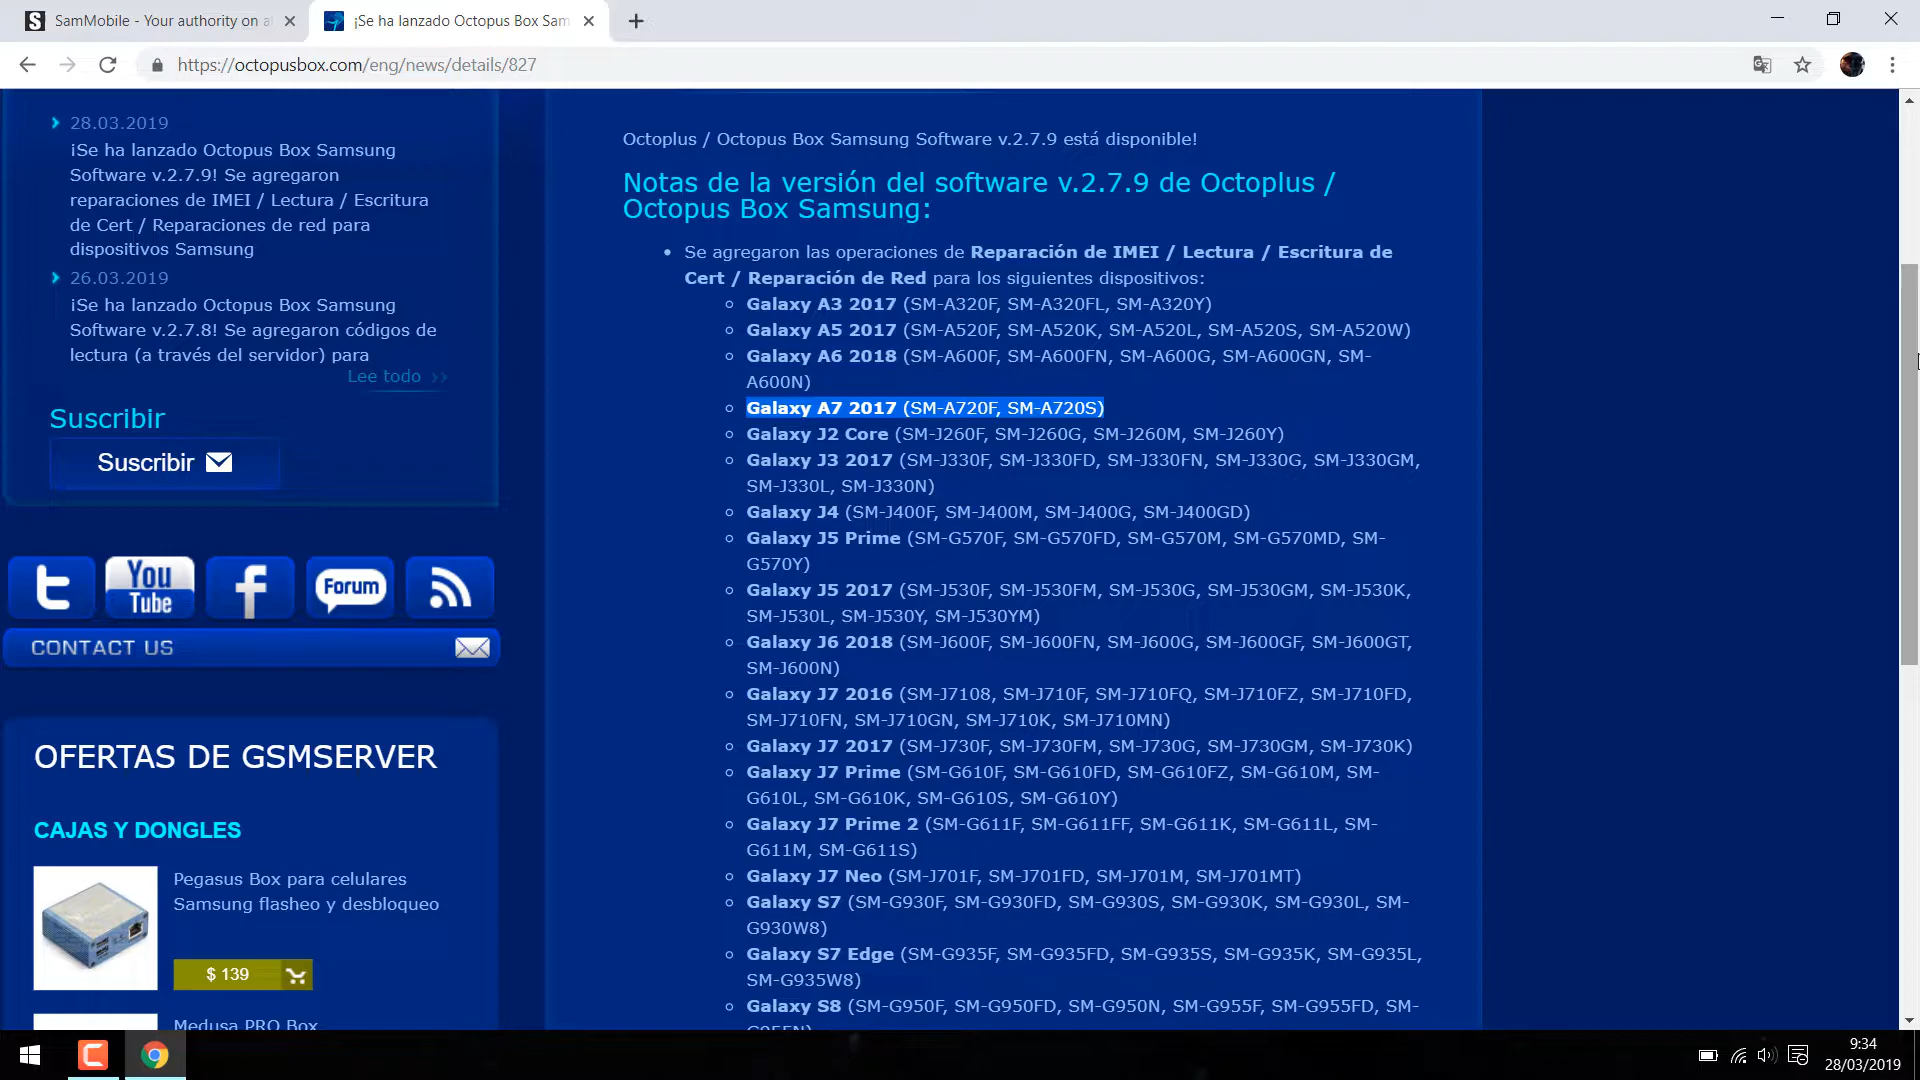 SamMobile - Your authority on a
¡Se ha lanzado Octopus Box Sam
https://octopusbox.com/eng/news/details/827
28.03.2019
¡Se ha lanzado Octopus Box Samsung
Software v.2.7.9! Se agregaron
reparaciones de IMEI / Lectura / Escritura
de Cert / Reparaciones de red para
dispositivos Samsung
26.03.2019
¡Se ha lanzado Octopus Box Samsung
Software v.2.7.8! Se agregaron códigos de
lectura (a través del servidor) para
Lee todo
Suscribir
Suscribir
You
Tube
Forum
CONTACT US
OFERTAS DE GSMSERVER
CAJAS Y DONGLES
Pegasus Box para celulares
Samsung flasheo y desbloqueo
$ 139
Medusa PRO Box
Octoplus / Octopus Box Samsung Software v.2.7.9 está disponible!
Notas de la versión del software v.2.7.9 de Octoplus /
Octopus Box Samsung:
Se agregaron las operaciones de Reparación de IMEI / Lectura / Escritura de
Cert / Reparación de Red para los siguientes dispositivos:
Galaxy A3 2017 (SM-A320F, SM-A320FL, SM-A320Y)
Galaxy A5 2017 (SM-A520F, SM-A520K, SM-A520L, SM-A520S, SM-A520W)
Galaxy A6 2018 (SM-A600F, SM-A600FN, SM-A600G, SM-A600GN, SM-
A600N)
Galaxy A7 2017 (SM-A720F, SM-A720S)
Galaxy J2 Core (SM-J260F, SM-J260G, SM-J260M, SM-J260Y)
Galaxy J3 2017 (SM-J330F, SM-J330FD, SM-J330FN, SM-J330G, SM-J330GM,
SM-J330L, SM-J330N)
Galaxy J4 (SM-J400F, SM-J400M, SM-J400G, SM-J400GD)
Galaxy J5 Prime (SM-G570F, SM-G570FD, SM-G570M, SM-G570MD, SM-
G570Y)
Galaxy J5 2017 (SM-J530F, SM-J530FM, SM-J530G, SM-J530GM, SM-J530K,
SM-J530L, SM-J530Y, SM-J530YM)
Galaxy J6 2018 (SM-J600F, SM-J600FN, SM-J600G, SM-J600GF, SM-J600GT,
SM-J600N)
Galaxy J7 2016 (SM-J7108, SM-J710F, SM-J710FQ, SM-J710FZ, SM-J710FD,
SM-J710FN, SM-J710GN, SM-J710K, SM-J710MN)
Galaxy J7 2017 (SM-J730F, SM-J730FM, SM-J730G, SM-J730GM, SM-J730K)
Galaxy J7 Prime (SM-G610F, SM-G610FD, SM-G610FZ, SM-G610M, SM-
G610L, SM-G610K, SM-G610S, SM-G610Y)
Galaxy J7 Prime 2 (SM-G611F, SM-G611FF, SM-G611K, SM-G611L, SM-
G611M, SM-G611S)
Galaxy J7 Neo (SM-J701F, SM-J701FD, SM-J701M, SM-J701MT)
Galaxy S7 (SM-G930F, SM-G930FD, SM-G930S, SM-G930K, SM-G930L, SM-
G930W8)
Galaxy S7 Edge (SM-G935F, SM-G935FD, SM-G935S, SM-G935K, SM-G935L,
SM-G935W8)
Galaxy S8 (SM-G950F, SM-G950FD, SM-G950N, SM-G955F, SM-G955FD, SM-
9:34
28/03/2019